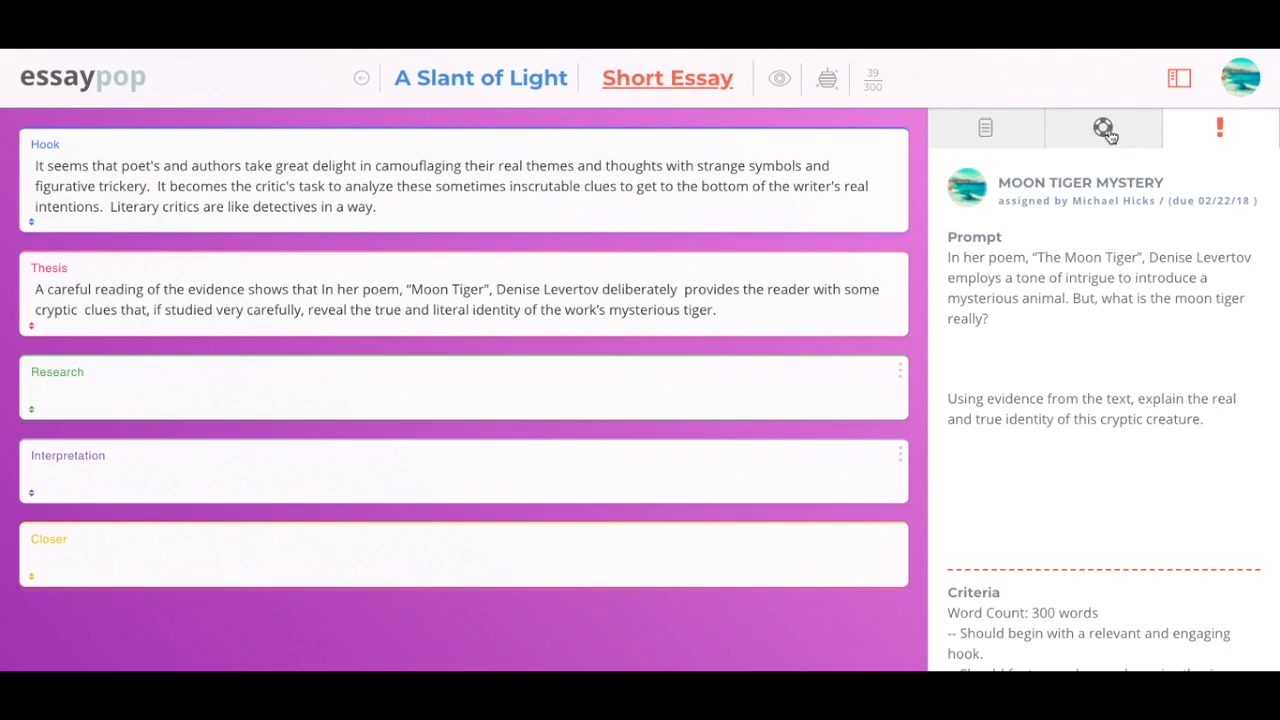 essaypop
A Slant of Light
Short Essay
39
300
Hook
It seems that poet's and authors take great delight in camouflaging their real themes and thoughts with strange symbols and
figurative trickery.  It becomes the critic's task to analyze these sometimes inscrutable clues to get to the bottom of the writer's real
intentions.  Literary critics are like detectives in a way.
Thesis
A careful reading of the evidence shows that In her poem, “Moon Tiger”, Denise Levertov deliberately  provides the reader with some
cryptic  clues that, if studied very carefully, reveal the true and literal identity of the work's mysterious tiger.
Research
Interpretation
Closer
MOON TIGER MYSTERY
assigned by Michael Hicks / (due 02/22/18 )
Prompt
In her poem, “The Moon Tiger”, Denise Levertov
employs a tone of intrigue to introduce a
mysterious animal. But, what is the moon tiger
really?
Using evidence from the text, explain the real
and true identity of this cryptic creature.
Criteria
Word Count: 300 words
-- Should begin with a relevant and engaging
hook.